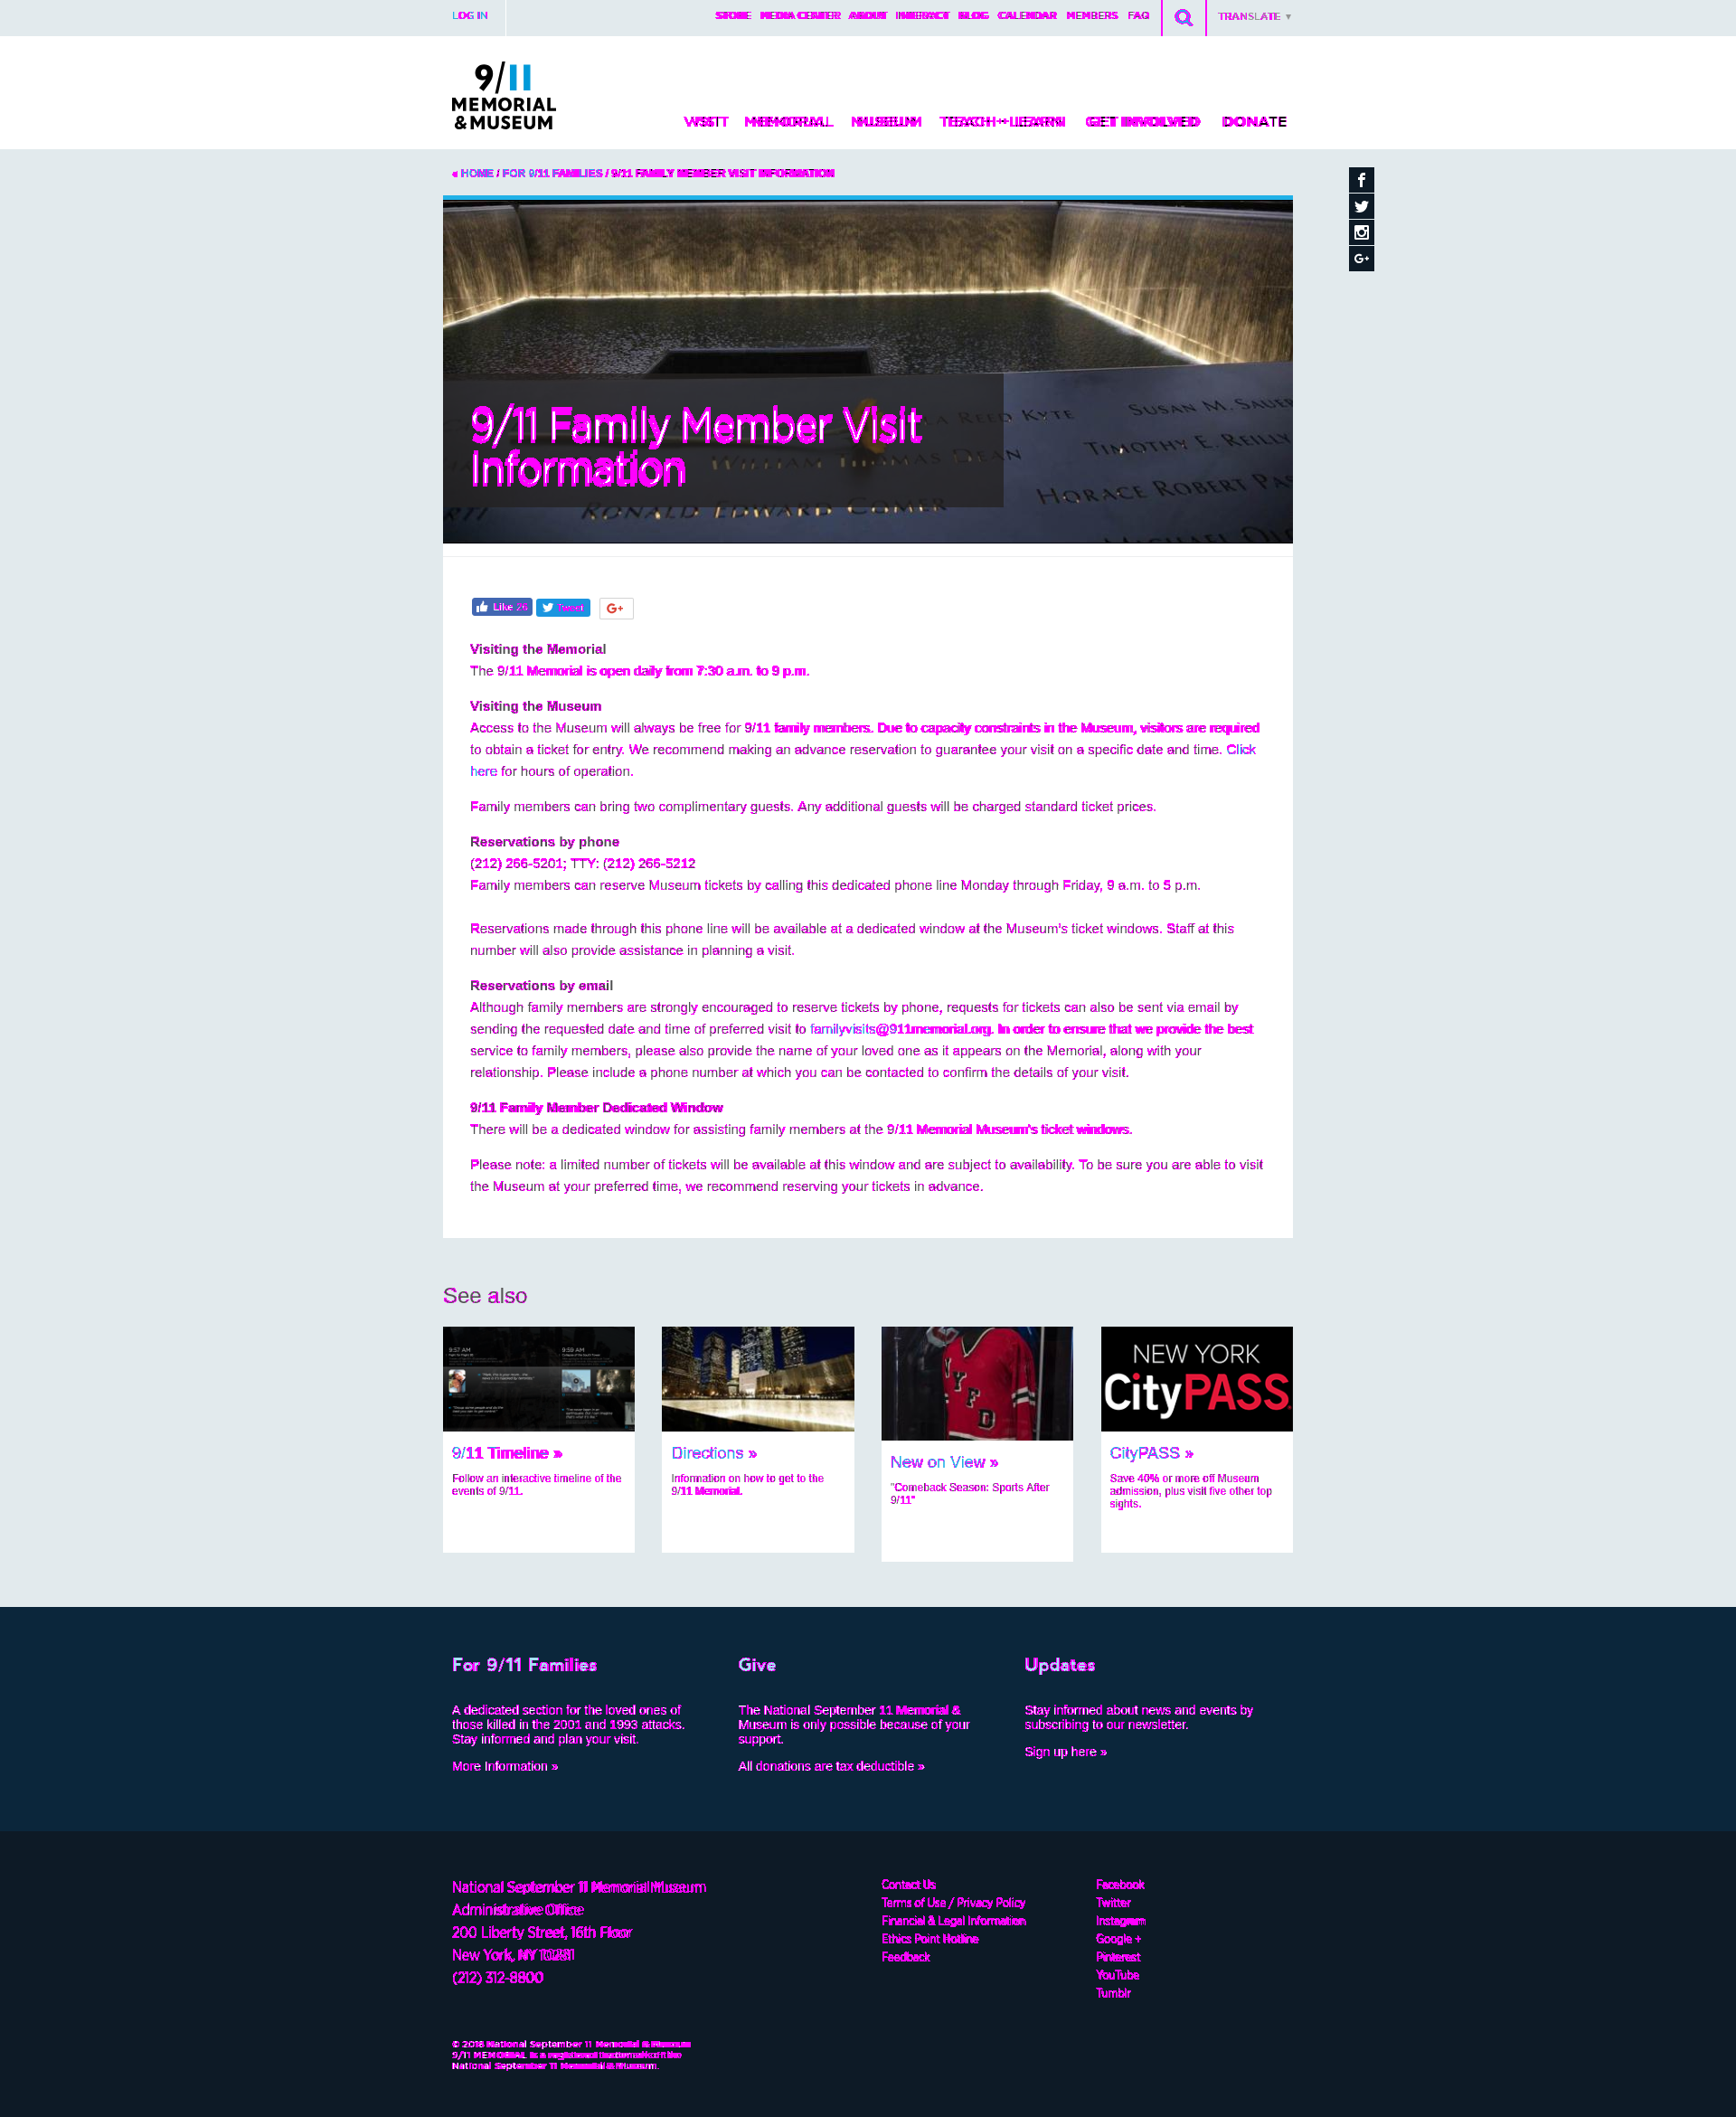 LOG IN
STORE MEDIA CENTER ABOUT INTERACT BLOG CALENDAR MEMBERS FAQ
TRANSLATE ▼
9/11
MEMORIAL
& MUSEUM
VISIT MEMORIAL MUSEUM TEACH + LEARN GET INVOLVED DONATE
« HOME / FOR 9/11 FAMILIES / 9/11 FAMILY MEMBER VISIT INFORMATION
REED KYTE
SUSAN M. SAUER
TIMOTHY E. REILLY
WILLIAM THOMAS DEAN
HORACE ROBERT PAS
RONALD EDWARD COMER
9/11 Family Member Visit
Information
Like
Tweet
G+
Visiting the Memorial
The 9/11 Memorial is open daily from 7:30 a.m. to 9 p.m.
Visiting the Museum
Access to the Museum will always be free for 9/11 family members. Due to capacity constraints in the Museum, visitors are required
to obtain a ticket for entry. We recommend making an advance reservation to guarantee your visit on a specific date and time. Click
here for hours of operation.
Family members can bring two complimentary guests. Any additional guests will be charged standard ticket prices.
Reservations by phone
(212) 266-5201; TTY: (212) 266-5212
Family members can reserve Museum tickets by calling this dedicated phone line Monday through Friday, 9 a.m. to 5 p.m.
Reservations made through this phone line will be available at a dedicated window at the Museum's ticket windows. Staff at this
number will also provide assistance in planning a visit.
Reservations by email
Although family members are strongly encouraged to reserve tickets by phone, requests for tickets can also be sent via email by
sending the requested date and time of preferred visit to familyvisits@911memorial.org. In order to ensure that we provide the best
service to family members, please also provide the name of your loved one as it appears on the Memorial, along with your
relationship. Please include a phone number at which you can be contacted to confirm the details of your visit.
9/11 Family Member Dedicated Window
There will be a dedicated window for assisting family members at the 9/11 Memorial Museum's ticket windows.
Please note: a limited number of tickets will be available at this window and are subject to availability. To be sure you are able to visit
the Museum at your preferred time, we recommend reserving your tickets in advance.
See also
9:57 AM
9:59 AM
NEW YORK
CityPASS
9/11 Timeline »
Follow an interactive timeline of the
events of 9/11.
Directions »
Information on how to get to the
9/11 Memorial.
New on View »
"Comeback Season: Sports After
9/11"
CityPASS »
Save 40% or more off Museum
admission, plus visit five other top
sights.
For 9/11 Families
A dedicated section for the loved ones of
those killed in the 2001 and 1993 attacks.
Stay informed and plan your visit.
More Information »
Give
The National September 11 Memorial &
Museum is only possible because of your
support.
All donations are tax deductible »
Updates
Stay informed about news and events by
subscribing to our newsletter.
Sign up here »
National September 11 Memorial Museum
Administrative Office
200 Liberty Street, 16th Floor
New York, NY 10281
(212) 312-8800
Contact Us
Terms of Use / Privacy Policy
Financial & Legal Information
Ethics Point Hotline
Feedback
Facebook
Twitter
Instagram
Google +
Pinterest
YouTube
Tumblr
© 2018 National September 11 Memorial & Museum
9/11 MEMORIAL is a registered trademark of the
National September 11 Memorial & Museum.